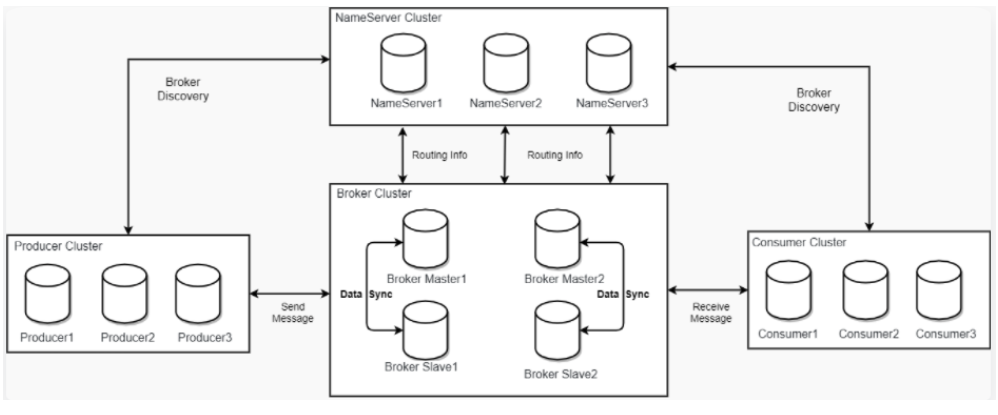 NameServer Cluster
NameServer1
NameServer2
NameServer3
Broker
Discovery
Broker
Discovery
Routing Info
Routing Info
Broker Cluster
Broker Master1
Broker Master2
Data Sync
Data Sync
Broker Slave1
Broker Slave2
Producer Cluster
Producer1
Producer2
Producer3
Send
Message
Receive
Message
Consumer Cluster
Consumer1
Consumer2
Consumer3